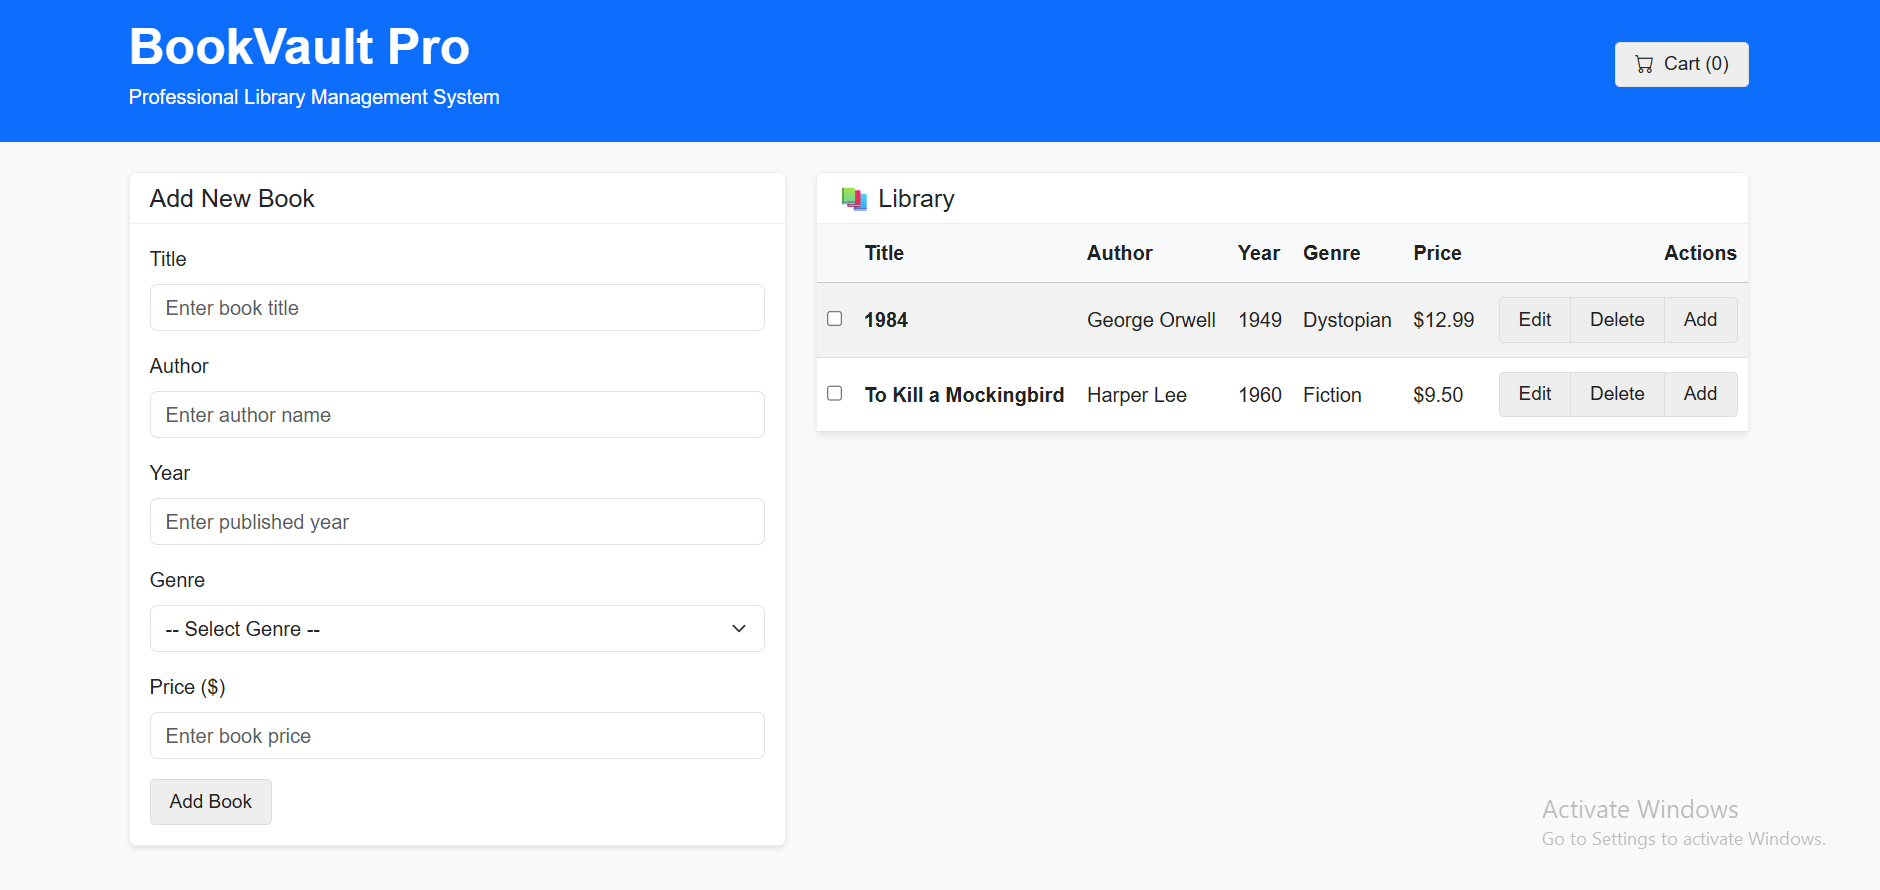 BookVault Pro
Professional Library Management System
Cart (0)
Add New Book
Title
Enter book title
Author
Enter author name
Year
Enter published year
Genre
-- Select Genre --
Price ($)
Enter book price
Add Book
Library
Title Author Year Genre Price Actions
1984 George Orwell 1949 Dystopian $12.99 Edit Delete Add
To Kill a Mockingbird Harper Lee 1960 Fiction $9.50 Edit Delete Add
Activate Windows
Go to Settings to activate Windows.